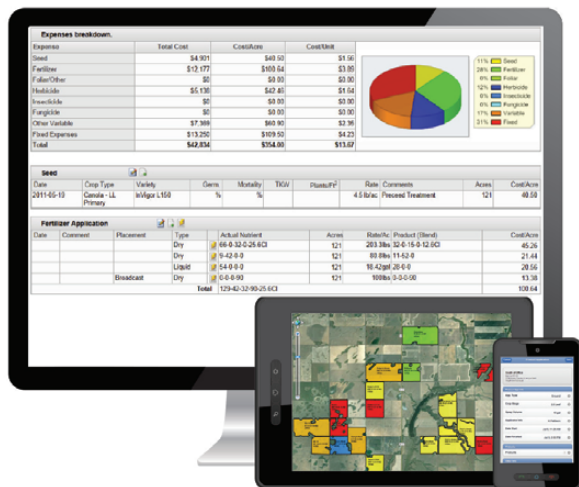 Expenses breakdown.
Expense Total Cost Cost/Acre Cost/Unit
Seed $4,901 $40.50 $1.56
Fertilizer $12,177 $100.64 $3.89
Foliar/Other $0 $0.00 $0.00
Herbicide $5,138 $42.46 $1.64
Insecticide $0 $0.00 $0.00
Fungicide $0 $0.00 $0.00
Other Variable $7,369 $60.90 $2.35
Fixed Expenses $13,250 $109.50 $4.23
Total $42,834 $354.00 $13.67
11% Seed
28% Fertilizer
0% Foliar
12% Herbicide
0% Insecticide
0% Fungicide
17% Variable
31% Fixed
Seed
Date Crop Type Variety Germ Mortality TKW Plants/Ft² Rate Comments Acres Cost/Acre
2011-05-10 Canola - LL InVigor L150 % % 4.5 lb/ac Preceed Treatment 121 40.50
Primary
Fertilizer Application
Date Comment Placement Type Actual Nutrient Acres Rate/Ac Product (Blend) Cost/Acre
Dry 66-0-32-0-25.6Cl 121 203.3lbs 32-0-15-0-12.6Cl 45.26
Dry 9-42-0-0 121 80.8lbs 11-52-0 21.44
Liquid 54-0-0-0 121 18.42gal 28-0-0 20.56
Broadcast Dry 0-0-0-90 121 100lbs 0-0-0-90 13.38
Total 129-42-32-90-25.6Cl 100.64